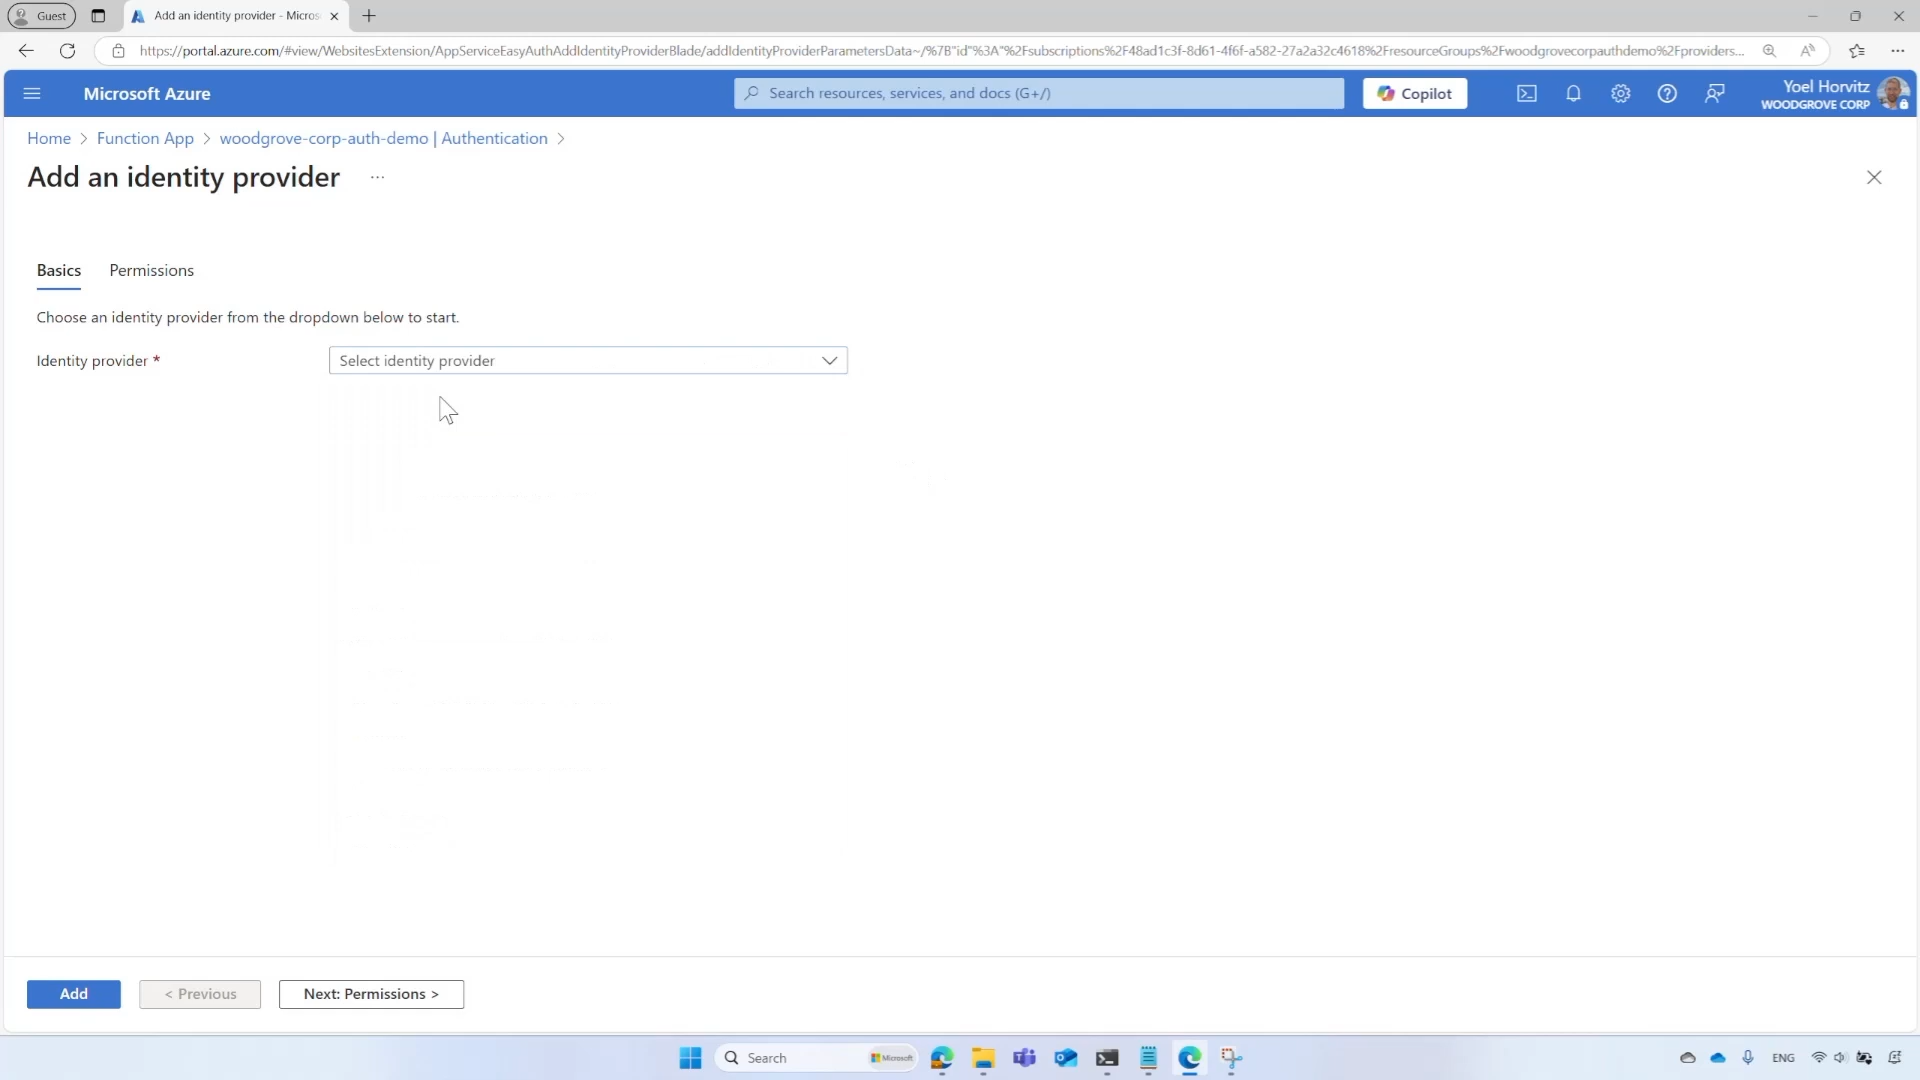 Guest
Add an identity provider - Micros
https://portal.azure.com/#view/WebsitesExtension/AppServiceEasyAuthAddIdentityProviderBlade/addIdentityProviderParametersData~/%7B"id"%3A"%2Fsubscriptions%2F48ad1c3f-8d61-4f6f-a582-27a2a32c4618%2FresourceGroups%2Fwoodgrovecorpauthdemo%2Fproviders...
Microsoft Azure
Search resources, services, and docs (G+/)
Copilot
Yoel Horvitz
WOODGROVE CORP
Home > Function App > woodgrove-corp-auth-demo | Authentication >
Add an identity provider ...
Basics Permissions
Choose an identity provider from the dropdown below to start.
Identity provider * Select identity provider
Add < Previous Next: Permissions >
Search Microsoft ENG